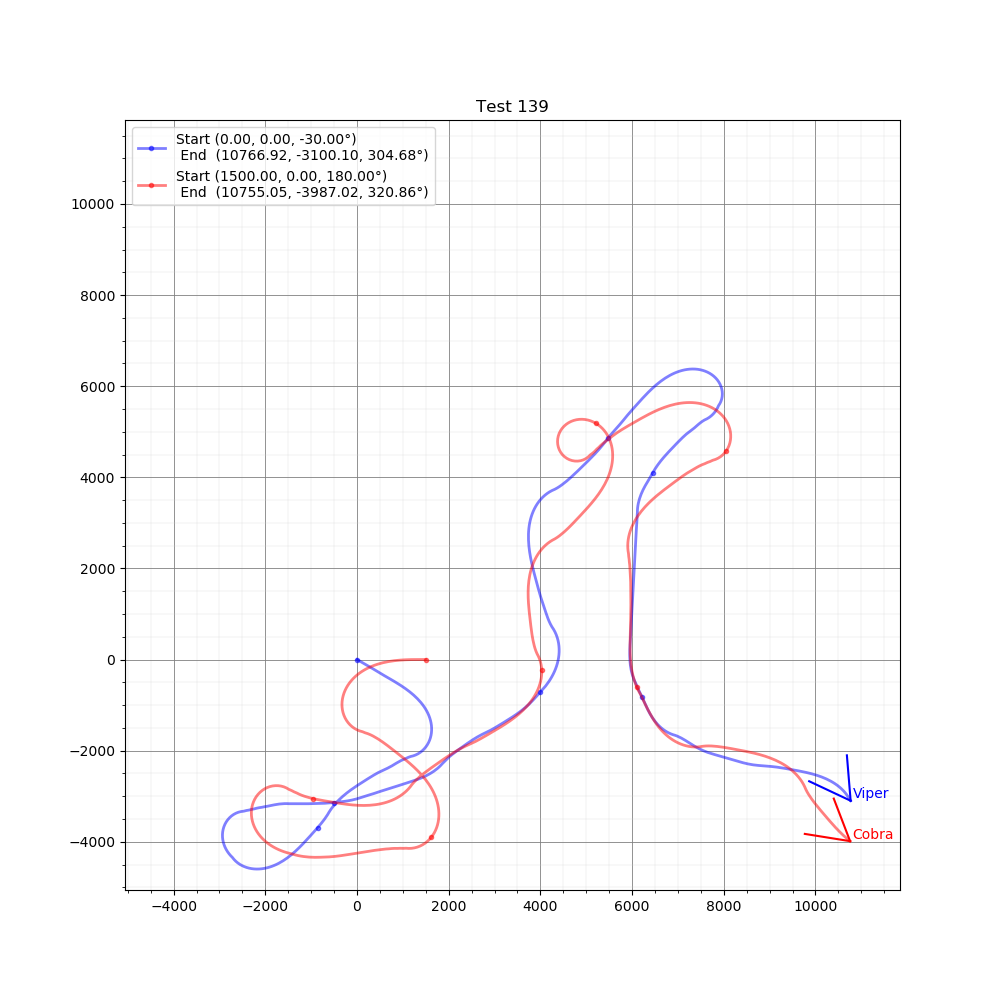 Test 139
Start (0.00, 0.00, -30.00°)
End (10766.92, -3100.10, 304.68°)
Start (1500.00, 0.00, 180.00°)
End (10755.05, -3987.02, 320.86°)
10000
8000
6000
4000
2000
0
−2000
−4000
Viper
Cobra
−4000 −2000 0 2000 4000 6000 8000 10000